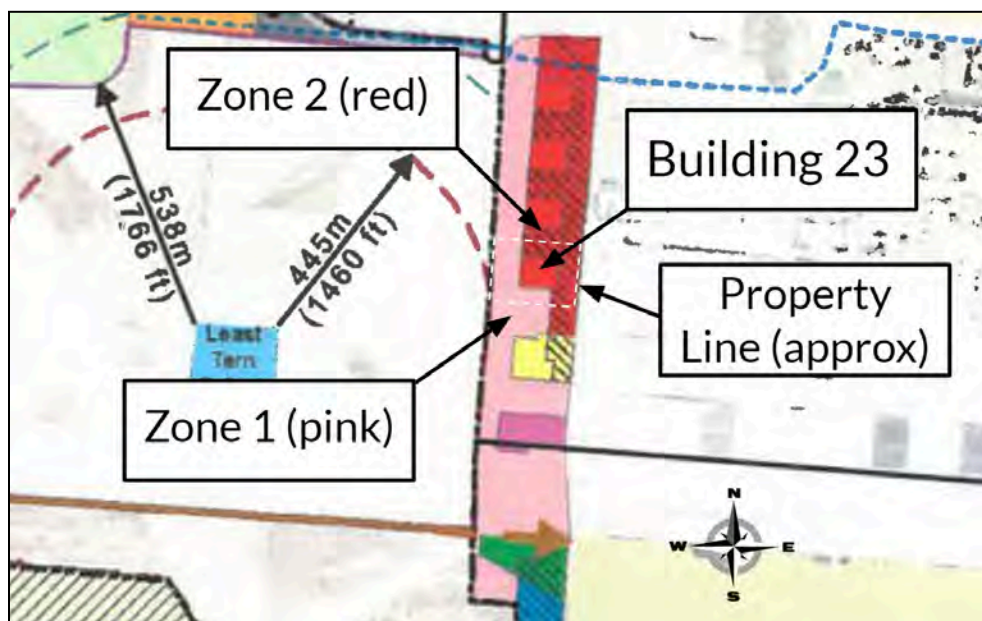 Zone 2 (red)
Building 23
538m
(1766 ft)
445m
(1460 ft)
Property
Line (approx)
Least
Tern
Zone 1 (pink)
N
W
E
S